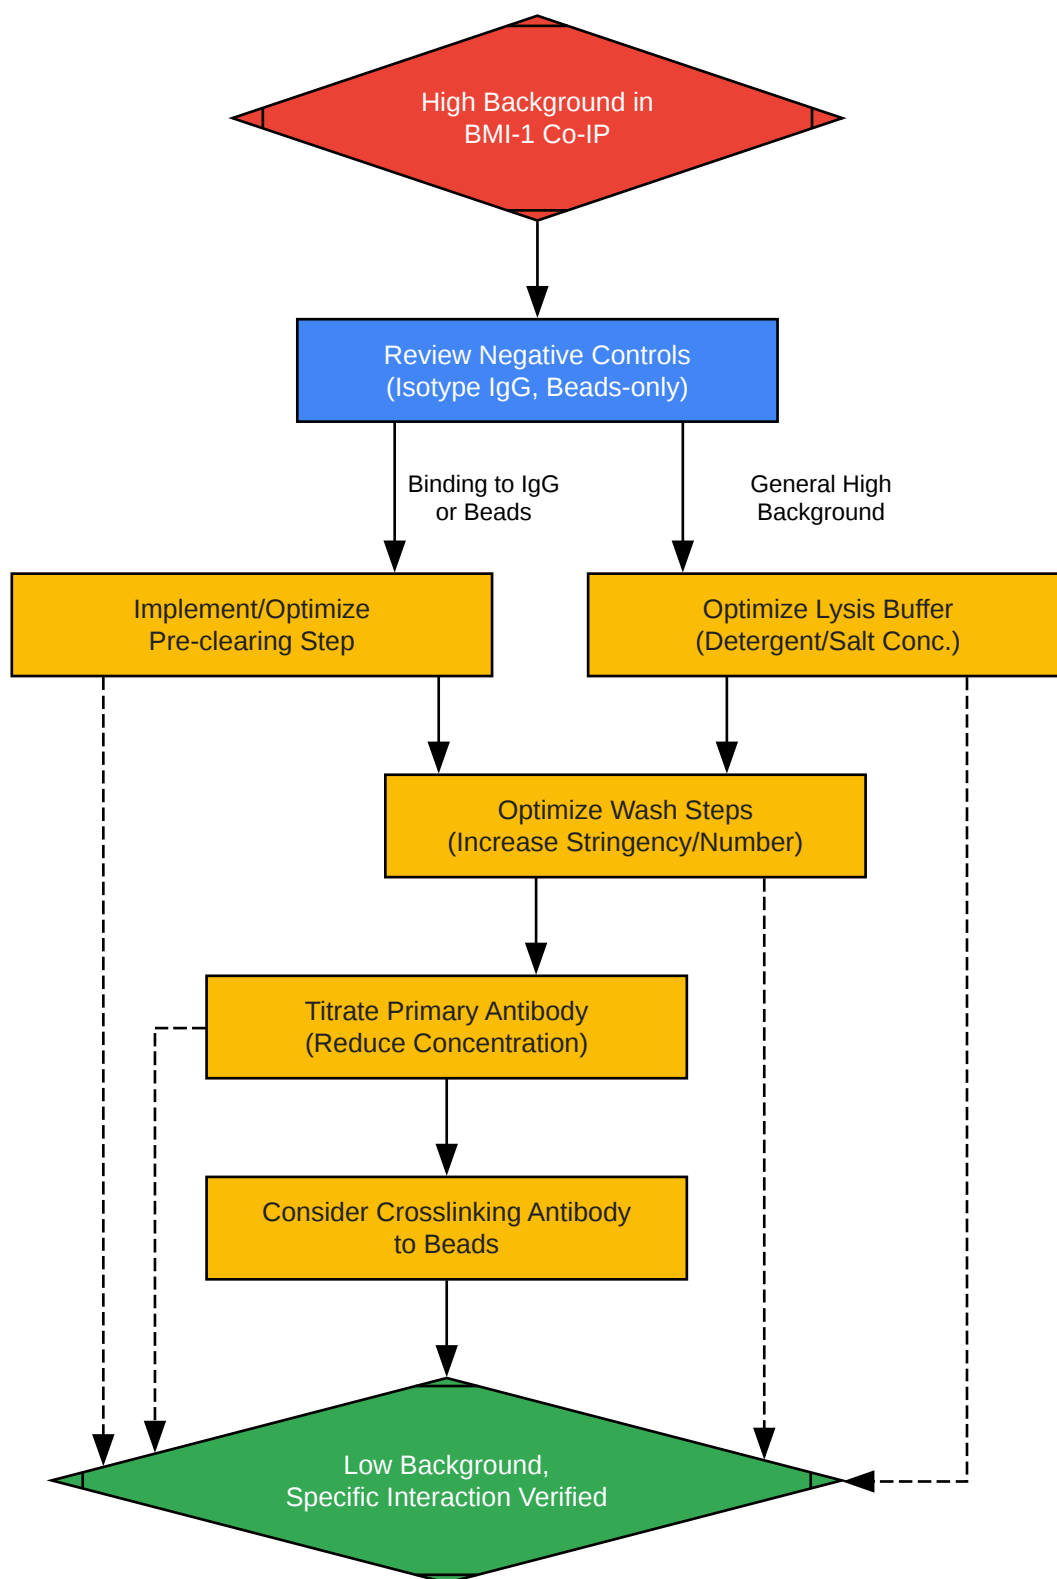 High Background in
BMI-1 Co-IP
Review Negative Controls
(Isotype IgG, Beads-only)
Binding to IgG
or Beads
General High
Background
Implement/Optimize
Pre-clearing Step
Optimize Lysis Buffer
(Detergent/Salt Conc.)
Optimize Wash Steps
(Increase Stringency/Number)
Titrate Primary Antibody
(Reduce Concentration)
Consider Crosslinking Antibody
to Beads
Low Background,
Specific Interaction Verified